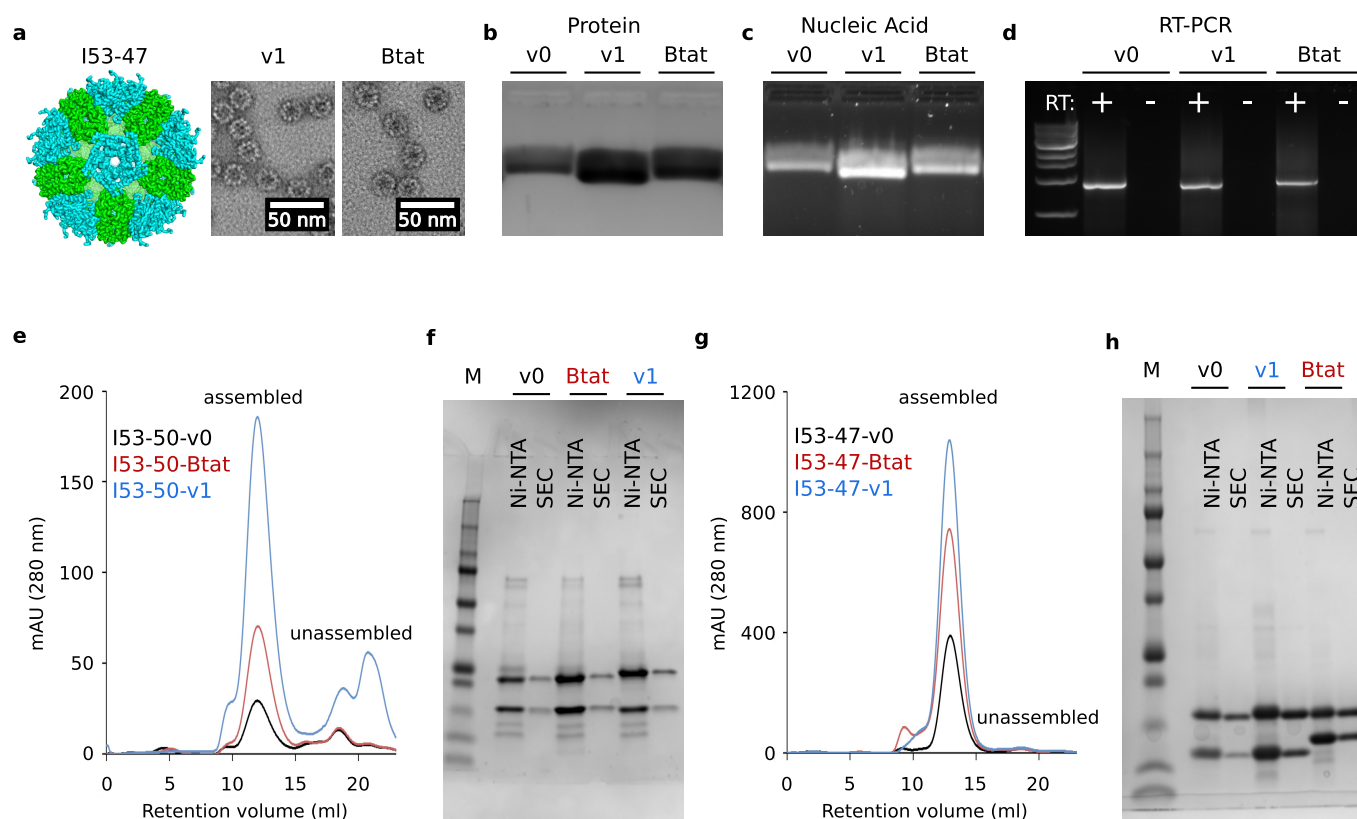 a
I53-47
v1
Btat
50 nm
50 nm
b
Protein
v0
v1
Btat
c
Nucleic Acid
v0
v1
Btat
d
RT-PCR
v0
v1
Btat
RT:
+
-
+
-
+
-
e
200
150
100
50
0
mAU (280 nm)
assembled
I53-50-v0
I53-50-Btat
I53-50-v1
unassembled
0
5
10
15
20
Retention volume (ml)
f
M
v0
Btat
v1
Ni-NTA
SEC
Ni-NTA
SEC
Ni-NTA
SEC
g
1200
800
400
0
mAU (280 nm)
assembled
I53-47-v0
I53-47-Btat
I53-47-v1
unassembled
0
5
10
15
20
Retention volume (ml)
h
M
v0
v1
Btat
Ni-NTA
SEC
Ni-NTA
SEC
Ni-NTA
SEC